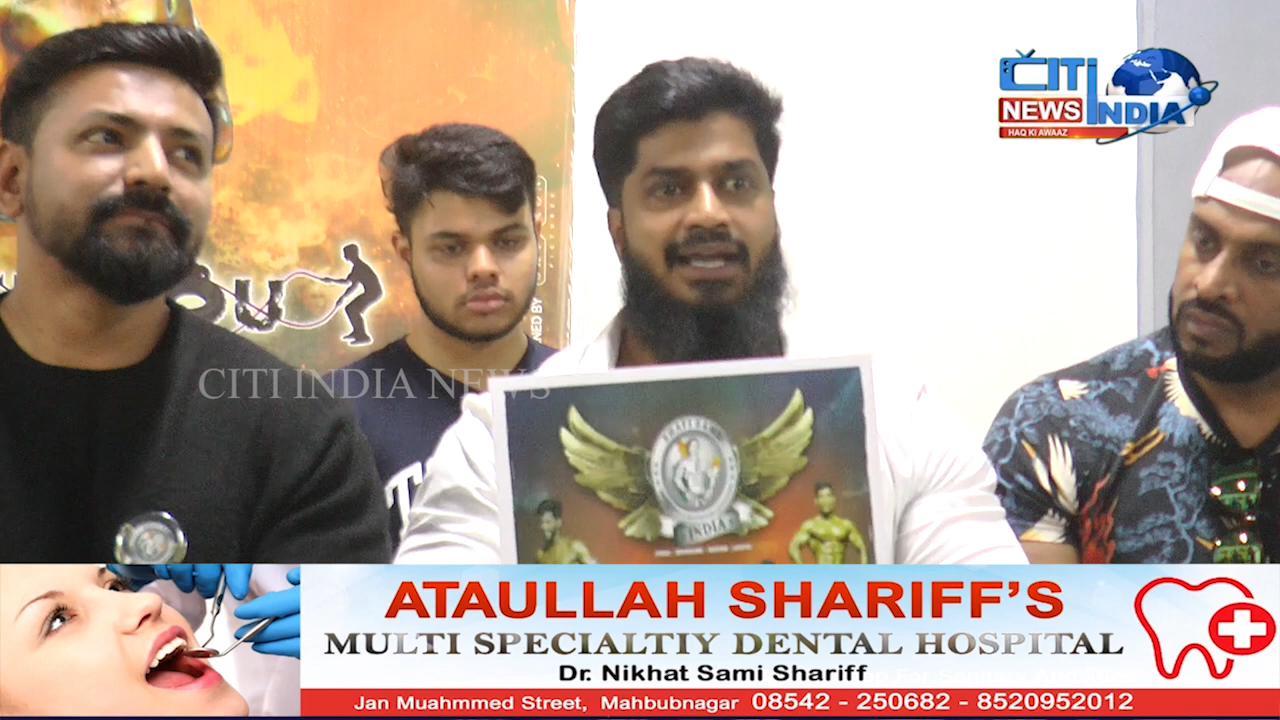 CITI
NEWS INDIA
HAQ KI AWAAZ
CITI INDIA NEWS
INDIA
ATAULLAH SHARIFF'S
MULTI SPECIALTIY DENTAL HOSPITAL
Dr. Nikhat Sami Shariff
Jan Muahmmed Street, Mahbubnagar 08542 - 250682 - 8520952012